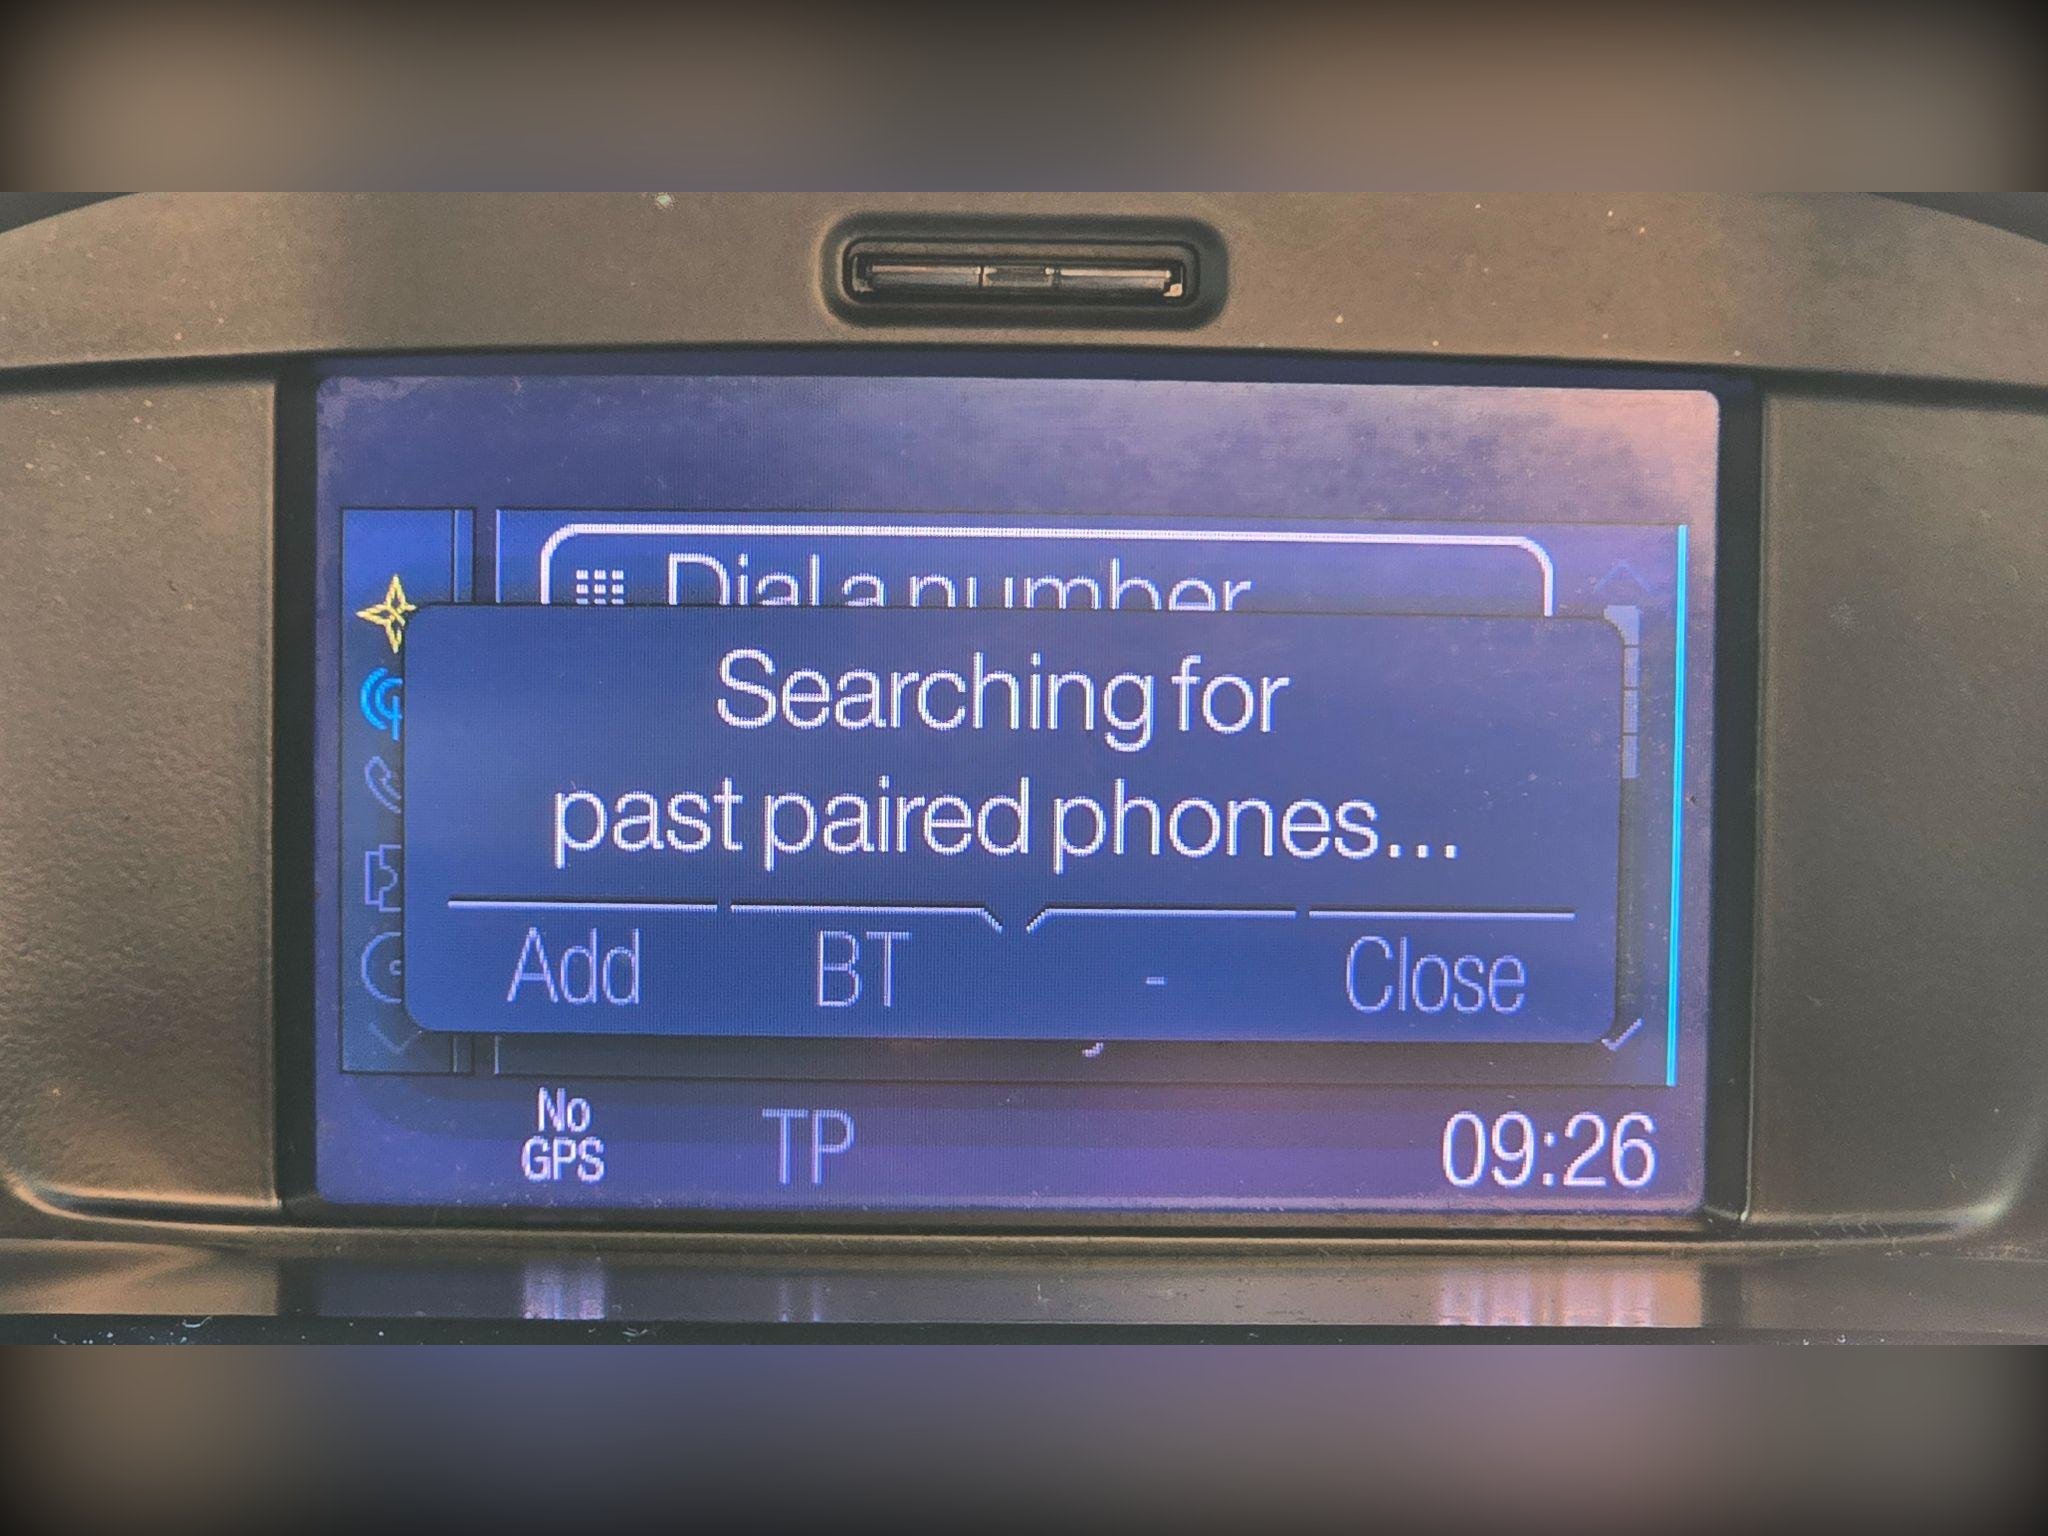 Dial a number
Searching for
past paired phones...
Add BT - Close
No
GPS
TP
09:26